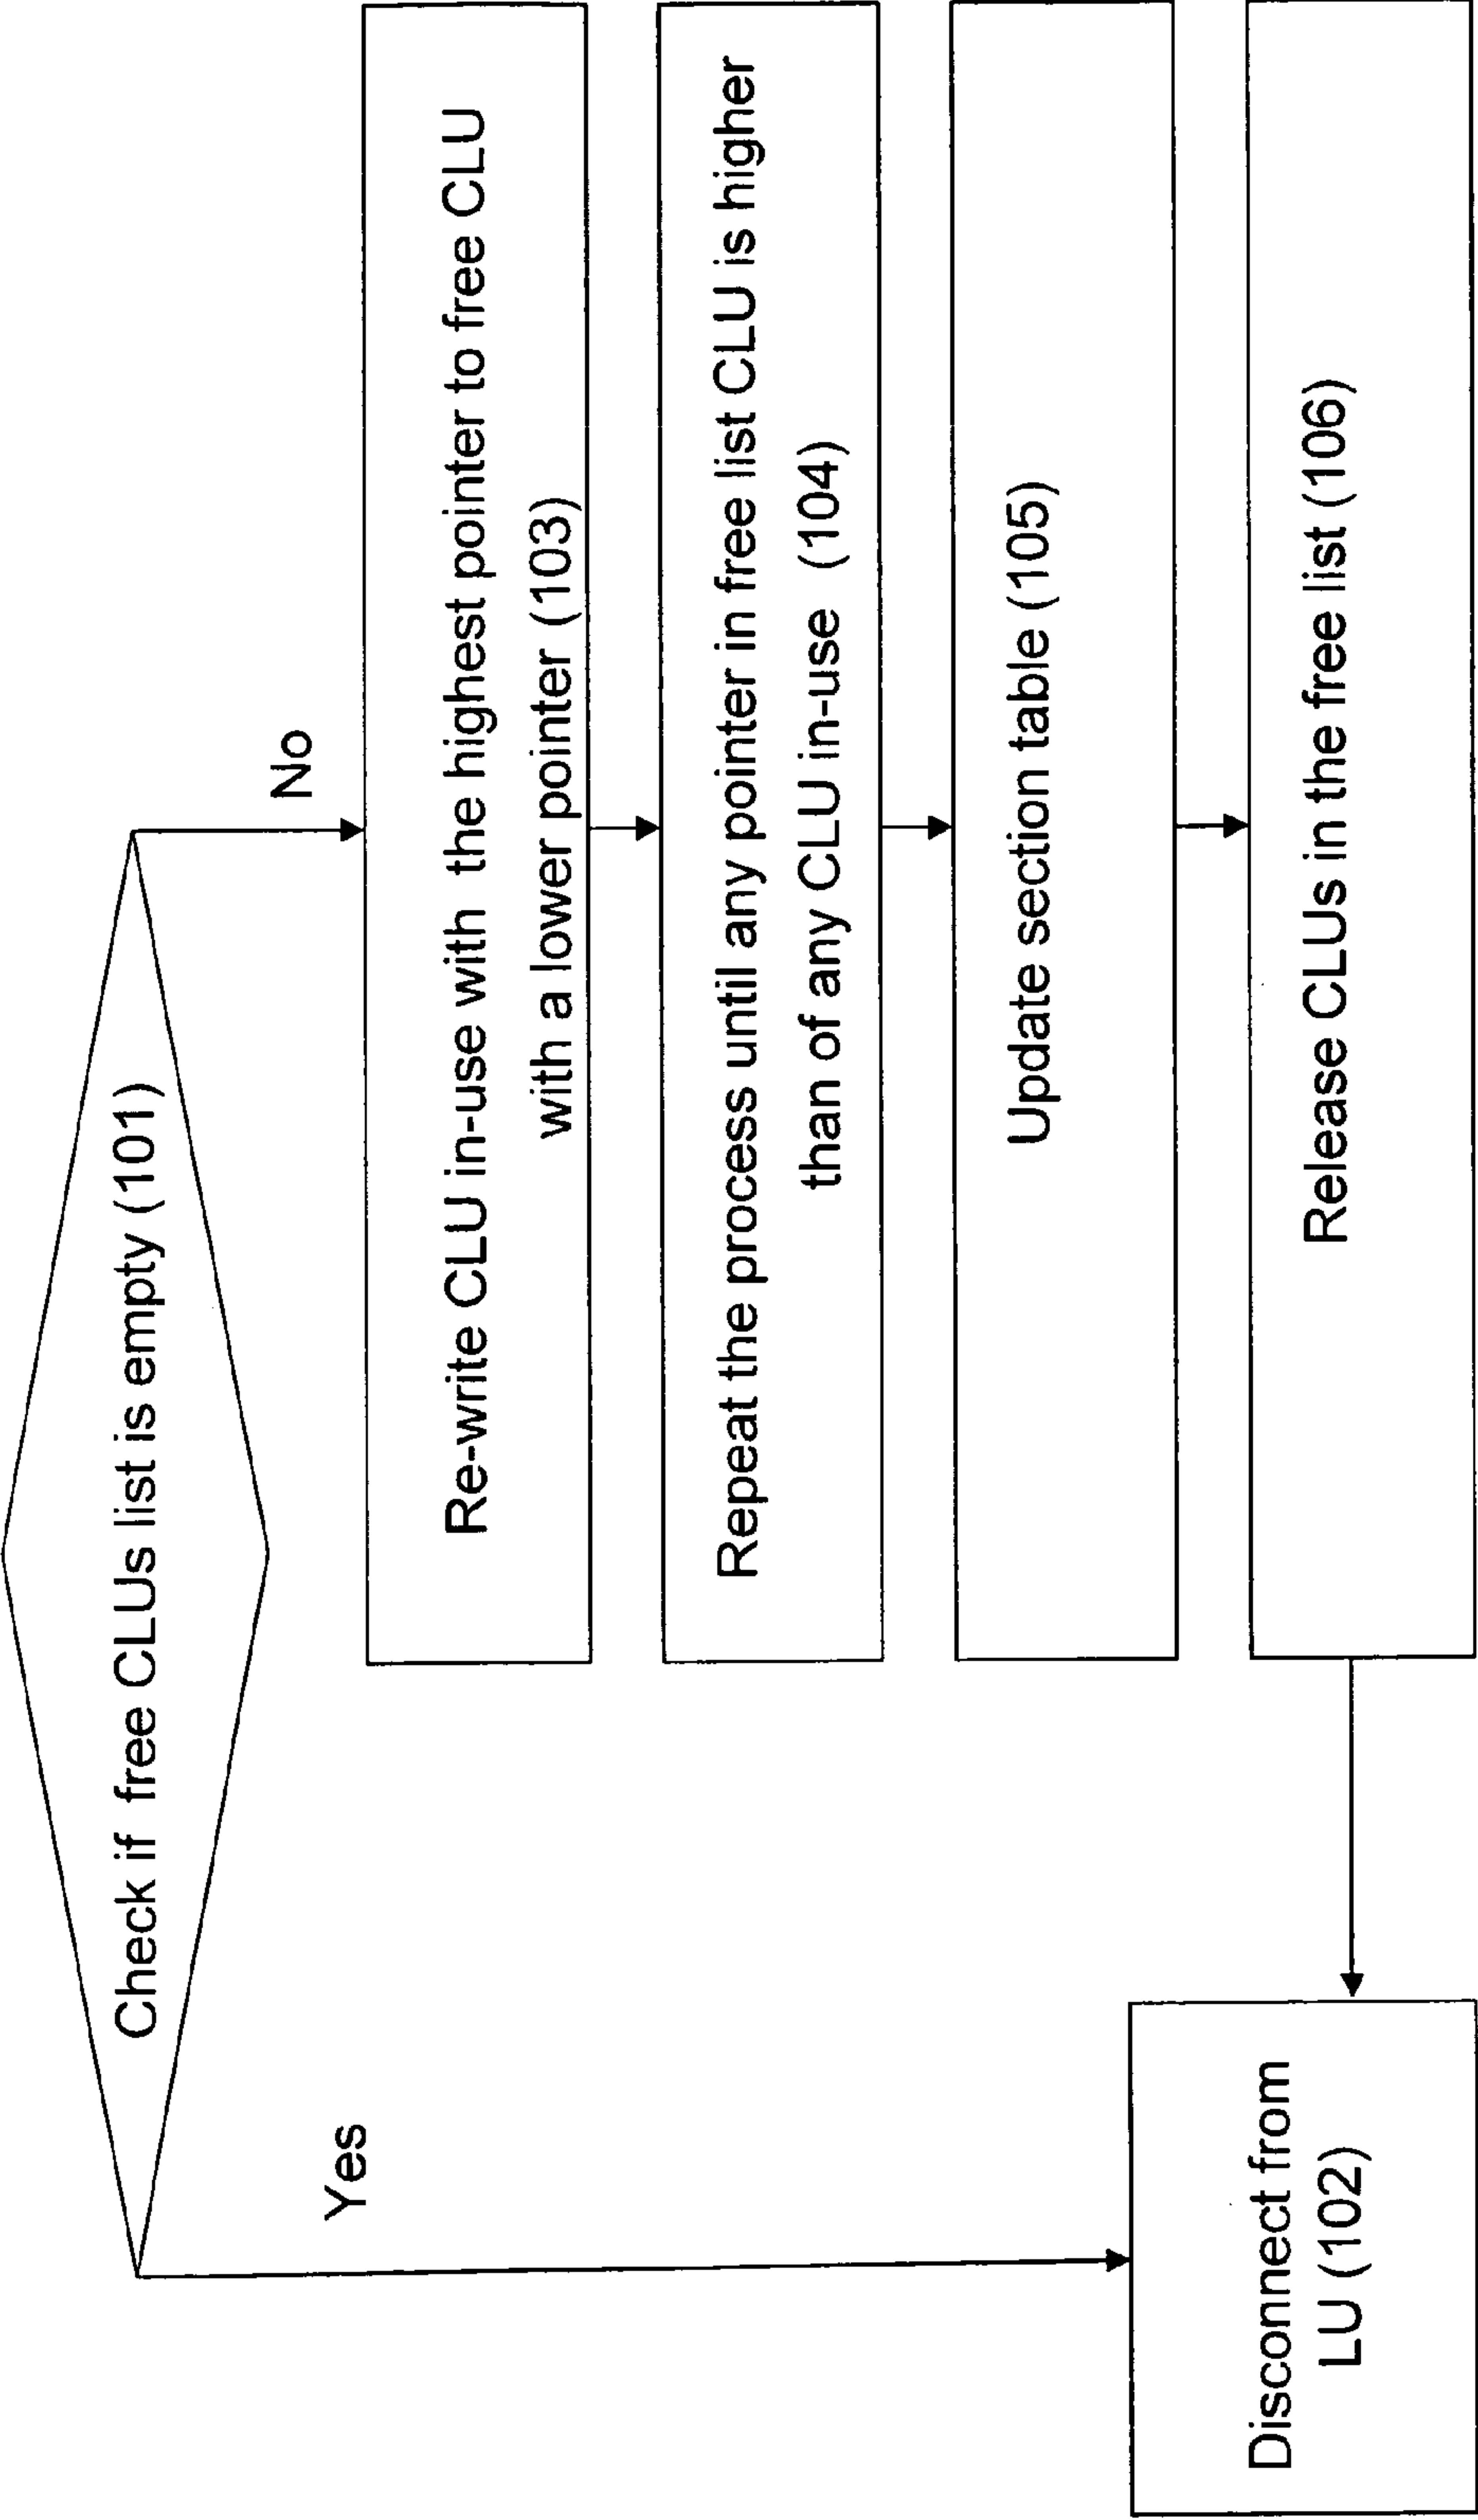 Check if free CLUs list is empty (101)
Yes
No
Re-write CLU in-use with the highest pointer to free CLU
with a lower pointer (103)
Repeat the process until any pointer in free list CLU is higher
than of any CLU in-use (104)
Update section table (105)
Release CLUs in the free list (106)
Disconnect from
LU (102)